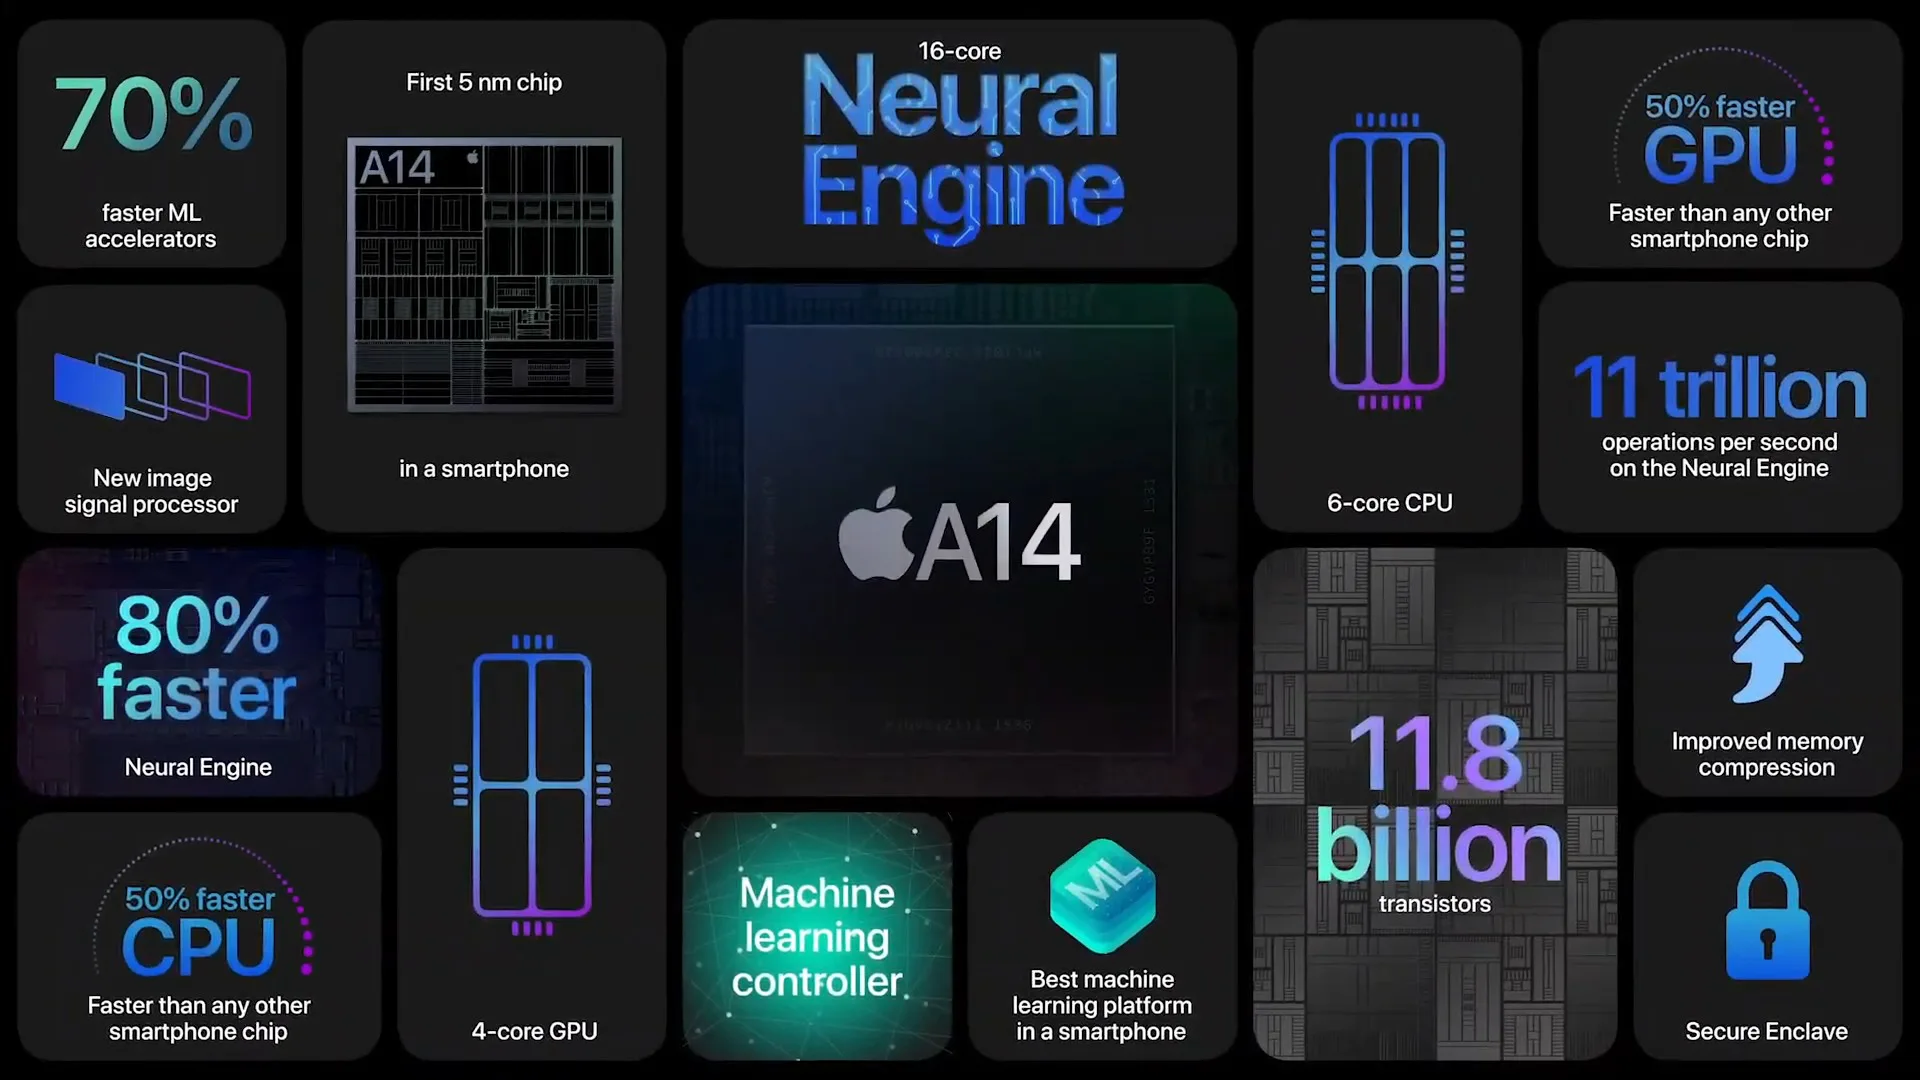 70%
faster ML
accelerators
First 5 nm chip
A14
in a smartphone
16-core
Neural
Engine
50% faster
GPU
Faster than any other
smartphone chip
New image
signal processor
A14
6-core CPU
11 trillion
operations per second
on the Neural Engine
80%
faster
Neural Engine
4-core GPU
11.8
billion
transistors
Improved memory
compression
50% faster
CPU
Faster than any other
smartphone chip
Machine
learning
controller
ML
Best machine
learning platform
in a smartphone
Secure Enclave